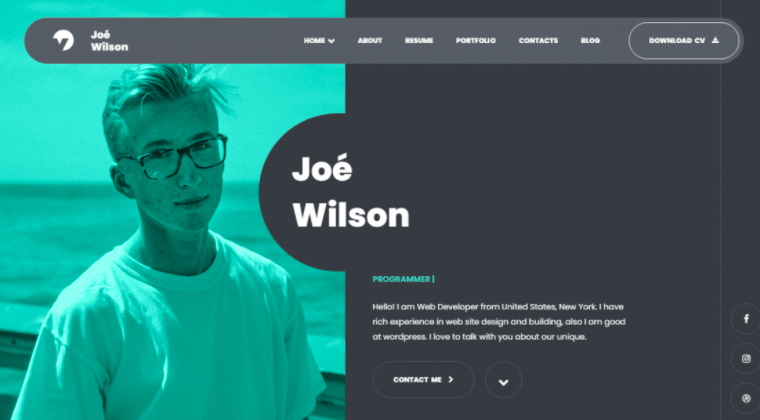 Joé
Wilson
HOME ABOUT RESUME PORTFOLIO CONTACTS BLOG DOWNLOAD CV
Joé
Wilson
PROGRAMMER |
Hello! I am Web Developer from United States, New York. I have
rich experience in web site design and building, also I am good
at wordpress. I love to talk with you about our unique.
CONTACT ME